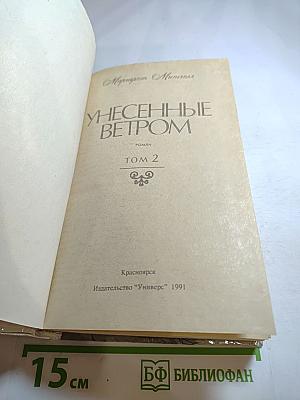 Маргарет Митчелл
УНЕСЕННЫЕ
ВЕТРОМ
РОМАН
ТОМ 2
Красноярск
Издательство "Универс" 1991
15 см
БФ БИБЛИОФАН